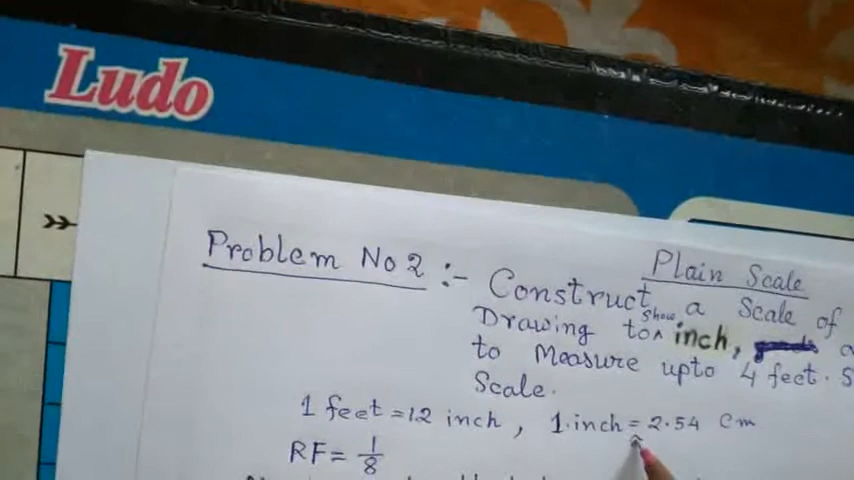 Ludo
Plain Scale
Problem No 2 :- Construct a Scale of
Drawing to show inch,
to Measure upto 4 feet. S
Scale.
1 feet = 12 inch, 1 inch = 2.54 cm
RF = 1/8